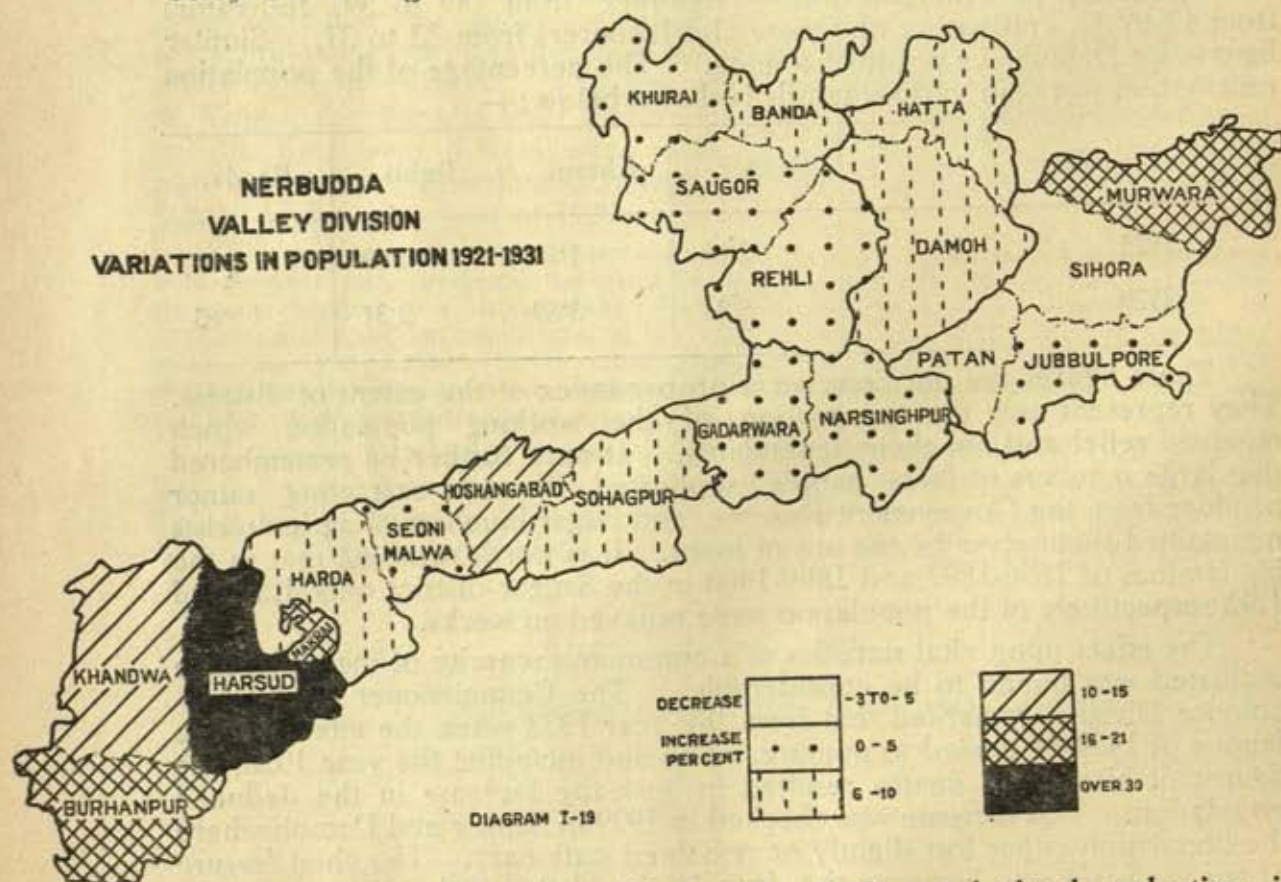 NERBUDDA
VALLEY DIVISION
VARIATIONS IN POPULATION 1921-1931
KHURAI
BANDA
HATTA
SAUGOR
MURWARA
DAMOH
REHLI
SIHORA
PATAN
JUBBULPORE
GADARWARA
NARSINGHPUR
HOSHANGABAD
SOHAGPUR
SEONI
MALWA
HARDA
MAKRAI
KHANDWA
HARSUD
BURHANPUR
DECREASE
-3 TO - 5
INCREASE
PERCENT
0 - 5
6 - 10
10 - 15
16 - 21
OVER 30
DIAGRAM I-19